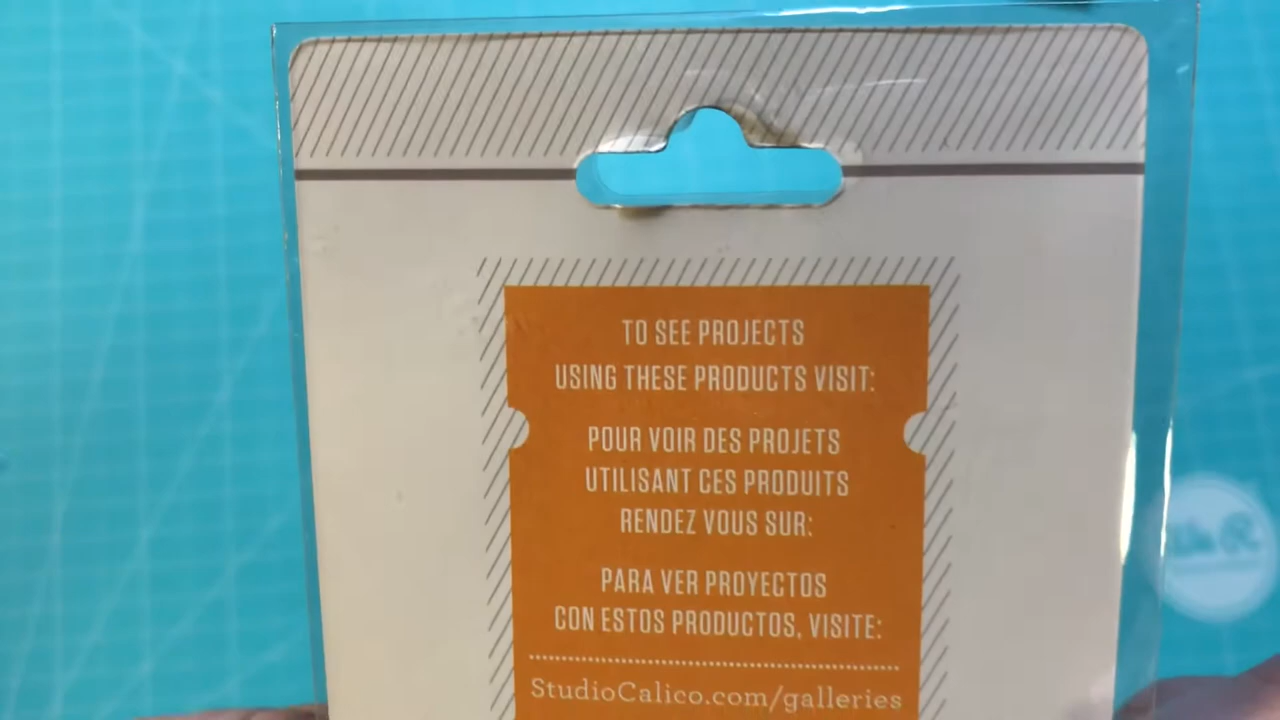 TO SEE PROJECTS
USING THESE PRODUCTS VISIT:
POUR VOIR DES PROJETS
UTILISANT CES PRODUITS
RENDEZ VOUS SUR:
PARA VER PROYECTOS
CON ESTOS PRODUCTOS, VISITE:
StudioCalico.com/galleries